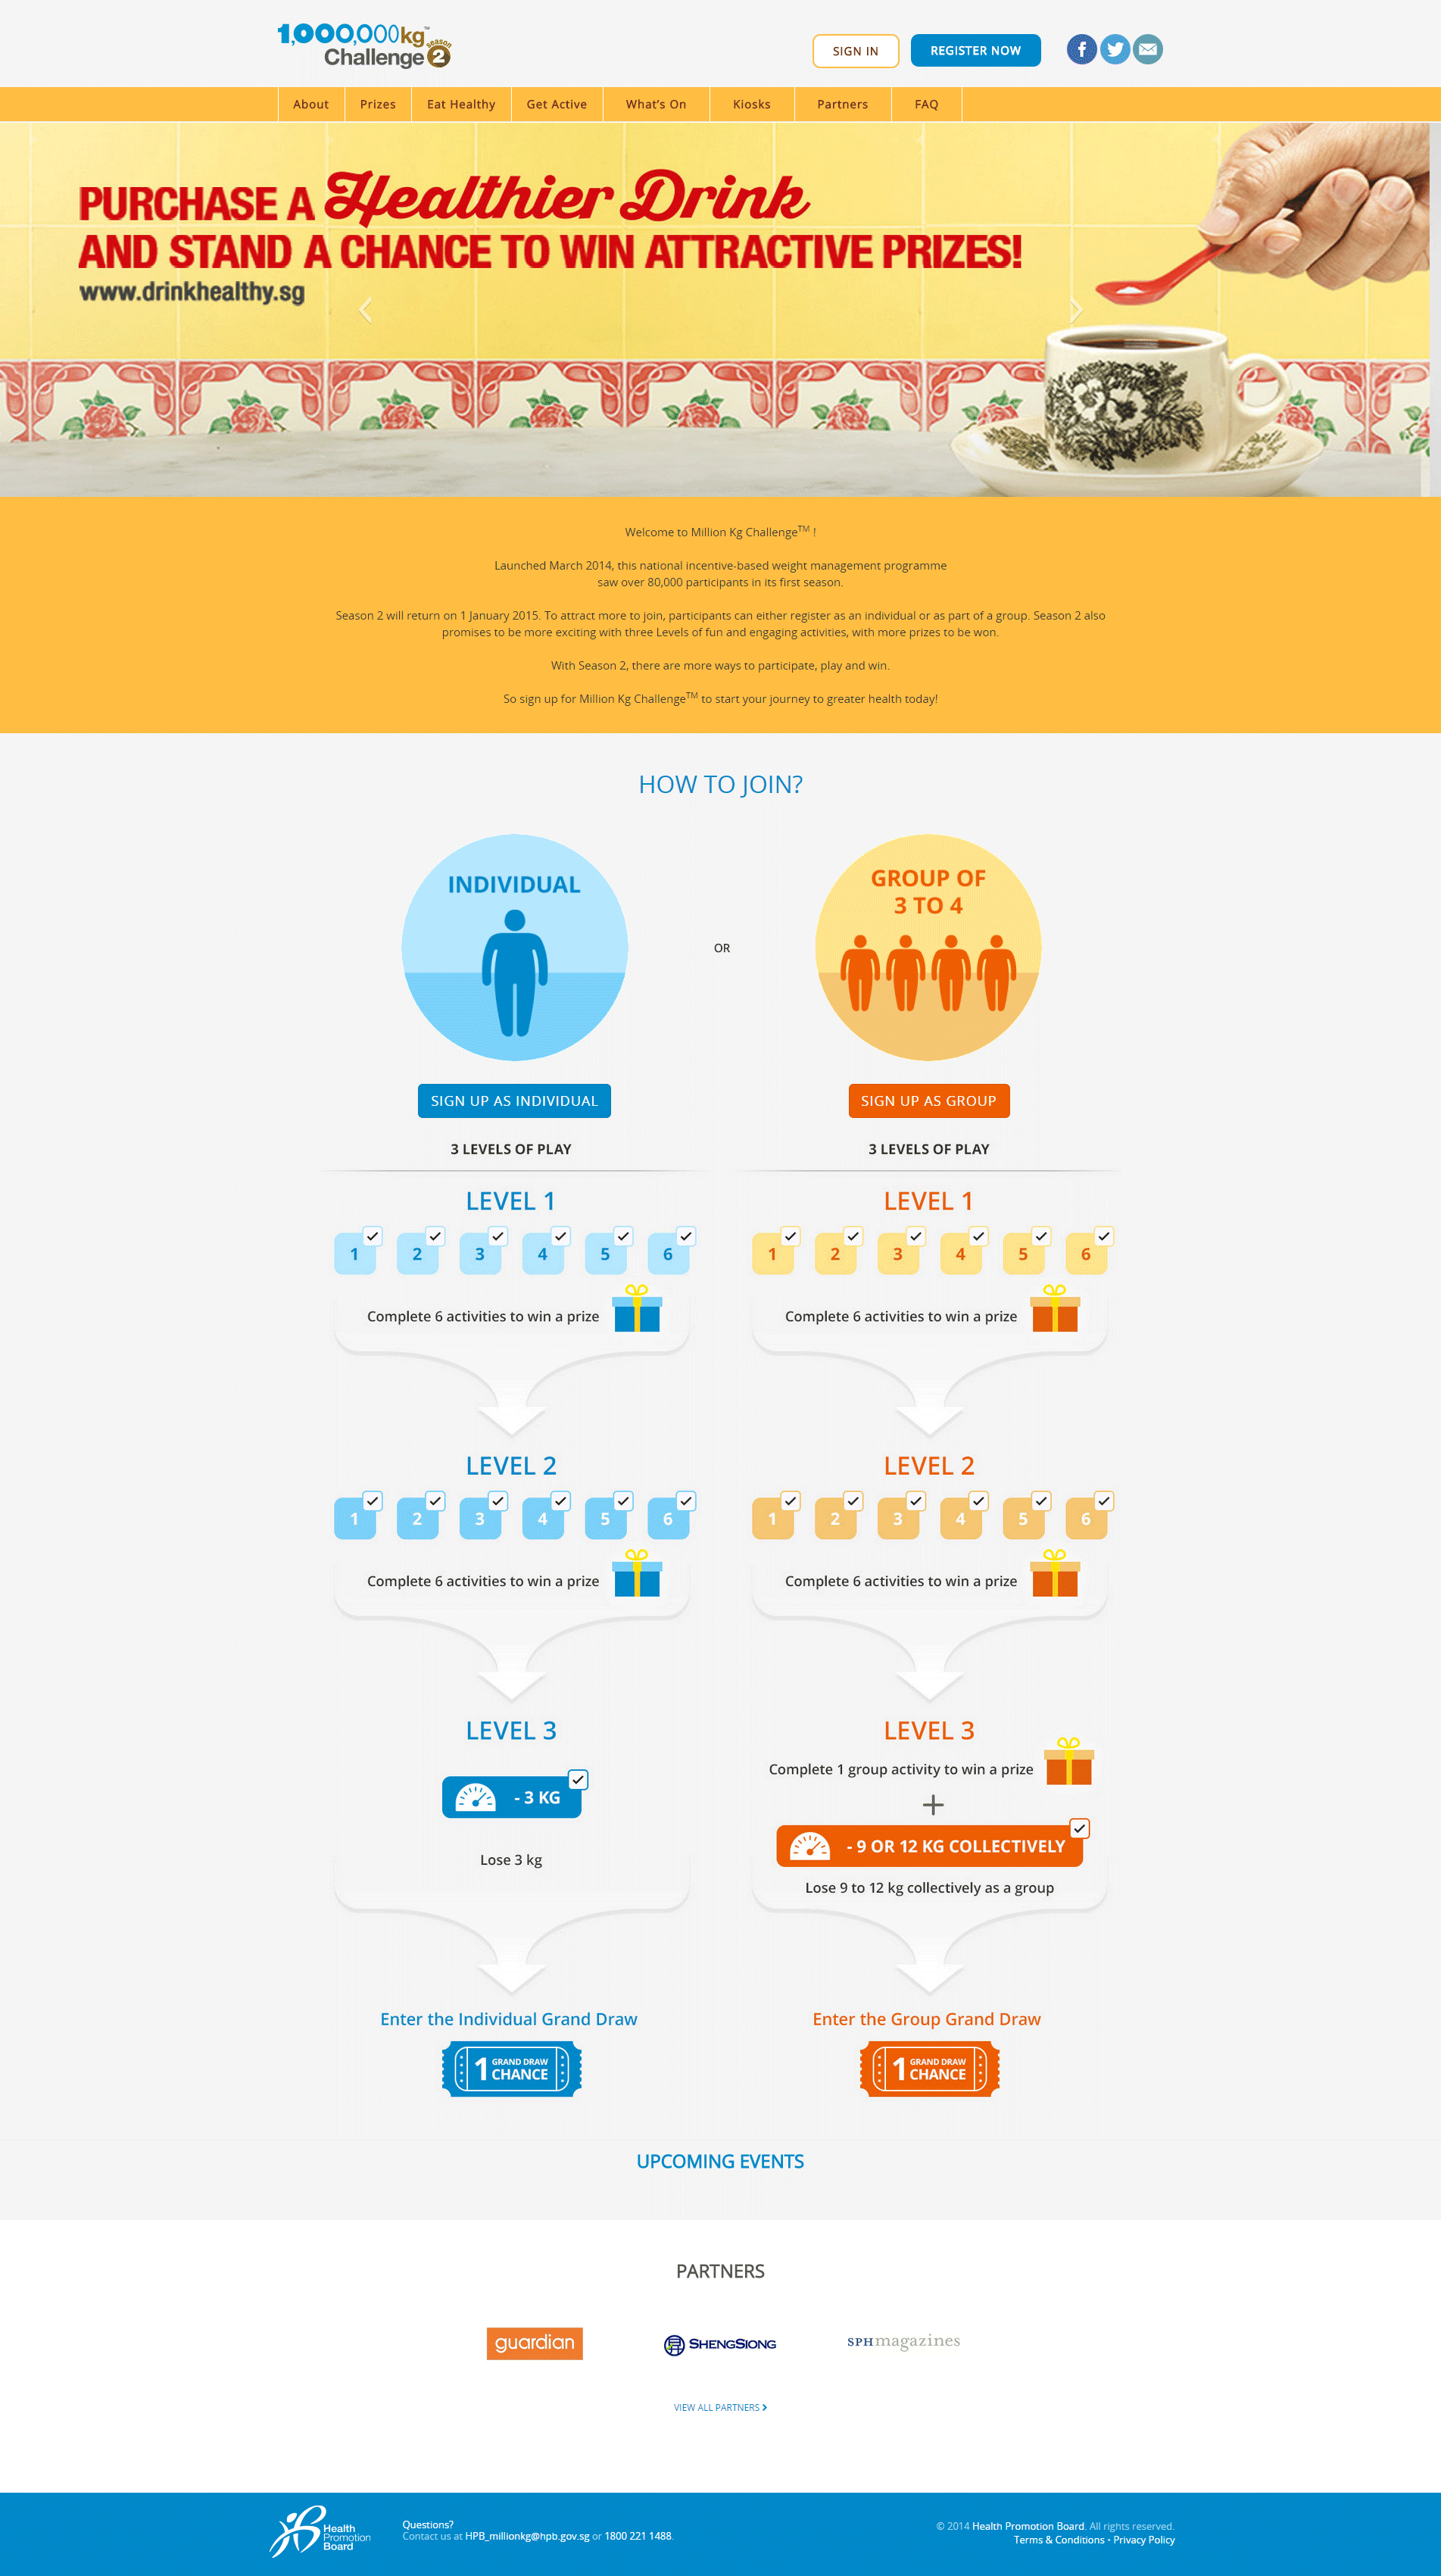 1,000,000kg™
Challenge season 2
SIGN IN
REGISTER NOW
About
Prizes
Eat Healthy
Get Active
What's On
Kiosks
Partners
FAQ
PURCHASE A Healthier Drink
AND STAND A CHANCE TO WIN ATTRACTIVE PRIZES!
www.drinkhealthy.sg
Welcome to Million Kg Challenge™ !
Launched March 2014, this national incentive-based weight management programme
saw over 80,000 participants in its first season.
Season 2 will return on 1 January 2015. To attract more to join, participants can either register as an individual or as part of a group. Season 2 also
promises to be more exciting with three Levels of fun and engaging activities, with more prizes to be won.
With Season 2, there are more ways to participate, play and win.
So sign up for Million Kg Challenge™ to start your journey to greater health today!
HOW TO JOIN?
INDIVIDUAL
OR
GROUP OF
3 TO 4
SIGN UP AS INDIVIDUAL
SIGN UP AS GROUP
3 LEVELS OF PLAY
3 LEVELS OF PLAY
LEVEL 1
LEVEL 1
1 2 3 4 5 6
1 2 3 4 5 6
Complete 6 activities to win a prize
Complete 6 activities to win a prize
LEVEL 2
LEVEL 2
1 2 3 4 5 6
1 2 3 4 5 6
Complete 6 activities to win a prize
Complete 6 activities to win a prize
LEVEL 3
- 3 KG
Lose 3 kg
LEVEL 3
Complete 1 group activity to win a prize
+
- 9 OR 12 KG COLLECTIVELY
Lose 9 to 12 kg collectively as a group
Enter the Individual Grand Draw
1 GRAND DRAW CHANCE
Enter the Group Grand Draw
1 GRAND DRAW CHANCE
UPCOMING EVENTS
PARTNERS
guardian
SHENGSIONG
SPHmagazines
VIEW ALL PARTNERS
Health
Promotion
Board
Questions?
Contact us at HPB_millionkg@hpb.gov.sg or 1800 221 1488.
© 2014 Health Promotion Board. All rights reserved.
Terms & Conditions • Privacy Policy